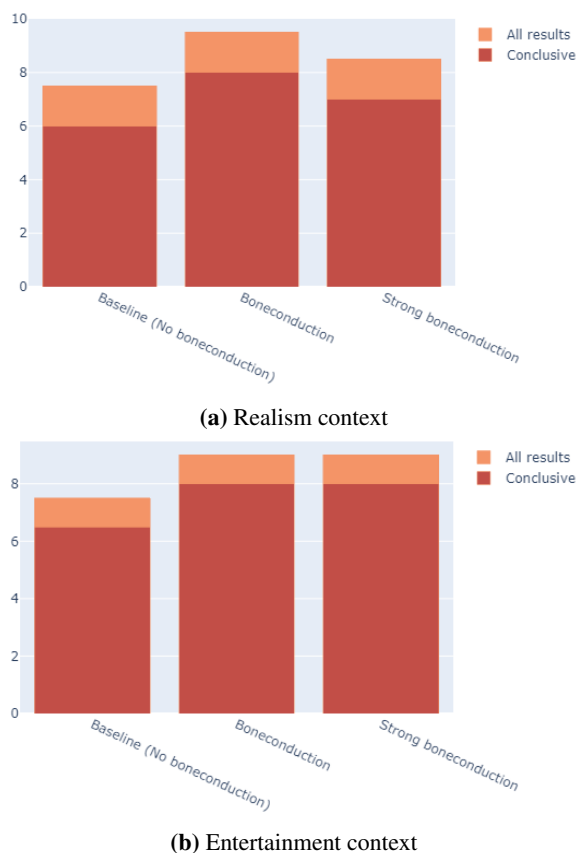 10
8
6
4
2
0
All results
Conclusive
Baseline (No boneconduction)
Boneconduction
Strong boneconduction
(a) Realism context
8
6
4
2
0
All results
Conclusive
Baseline (No boneconduction)
Boneconduction
Strong boneconduction
(b) Entertainment context